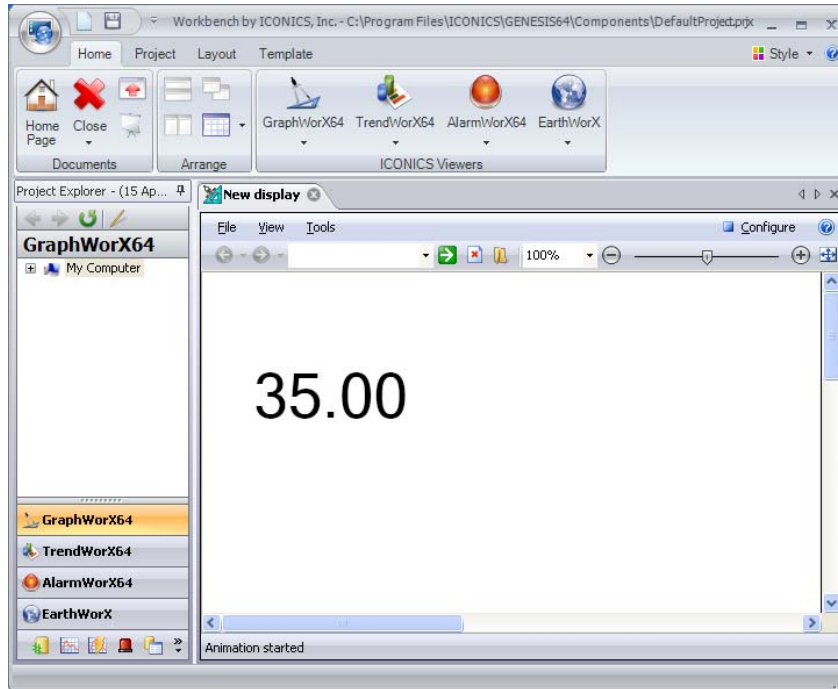 Workbench by ICONICS, Inc. - C:\Program Files\ICONICS\GENESIS64\Components\DefaultProject.prjx
Home Project Layout Template Style
Home Page
Close
GraphWorX64 TrendWorX64 AlarmWorX64 EarthWorX
Documents Arrange ICONICS Viewers
Project Explorer - (15 Ap...
New display
File View Tools Configure
GraphWorX64
100%
My Computer
35.00
GraphWorX64
TrendWorX64
AlarmWorX64
EarthWorX
Animation started